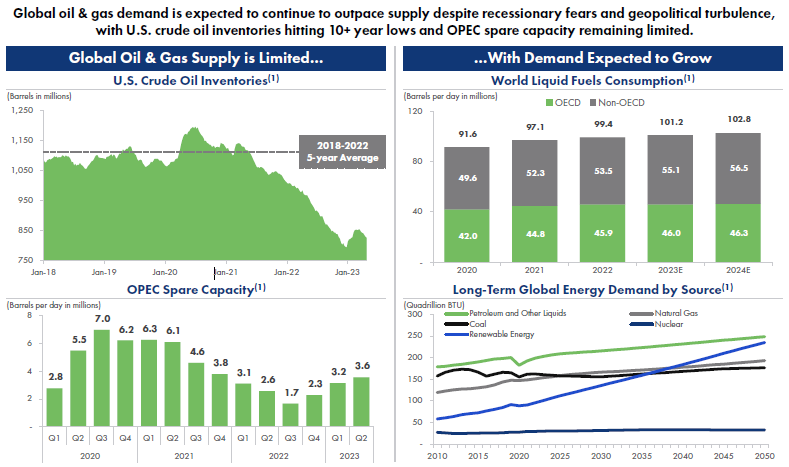 Global oil & gas demand is expected to continue to outpace supply despite recessionary fears and geopolitical turbulence,
with U.S. crude oil inventories hitting 10+ year lows and OPEC spare capacity remaining limited.
Global Oil & Gas Supply is Limited...
U.S. Crude Oil Inventories(1)
(Barrels in millions)
1,250
1,150
1,050
950
850
750
2018-2022
5-year Average
Jan-18 Jan-19 Jan-20 Jan-21 Jan-22 Jan-23
OPEC Spare Capacity(1)
(Barrels per day in millions)
8
6
4
2
-
2.8 5.5 7.0 6.2 6.3 6.1 4.6 3.8 3.1 2.6 1.7 2.3 3.2 3.6
Q1 Q2 Q3 Q4 Q1 Q2 Q3 Q4 Q1 Q2 Q3 Q4 Q1 Q2
2020 2021 2022 2023
...With Demand Expected to Grow
World Liquid Fuels Consumption(1)
(Barrels per day in millions)
OECD Non-OECD
120
80
40
-
91.6 97.1 99.4 101.2 102.8
49.6 52.3 53.5 55.1 56.5
42.0 44.8 45.9 46.0 46.3
2020 2021 2022 2023E 2024E
Long-Term Global Energy Demand by Source(1)
(Quadrillion BTU)
Petroleum and Other Liquids Natural Gas
Coal Nuclear
Renewable Energy
300
250
200
150
100
50
-
2010 2015 2020 2025 2030 2035 2040 2045 2050